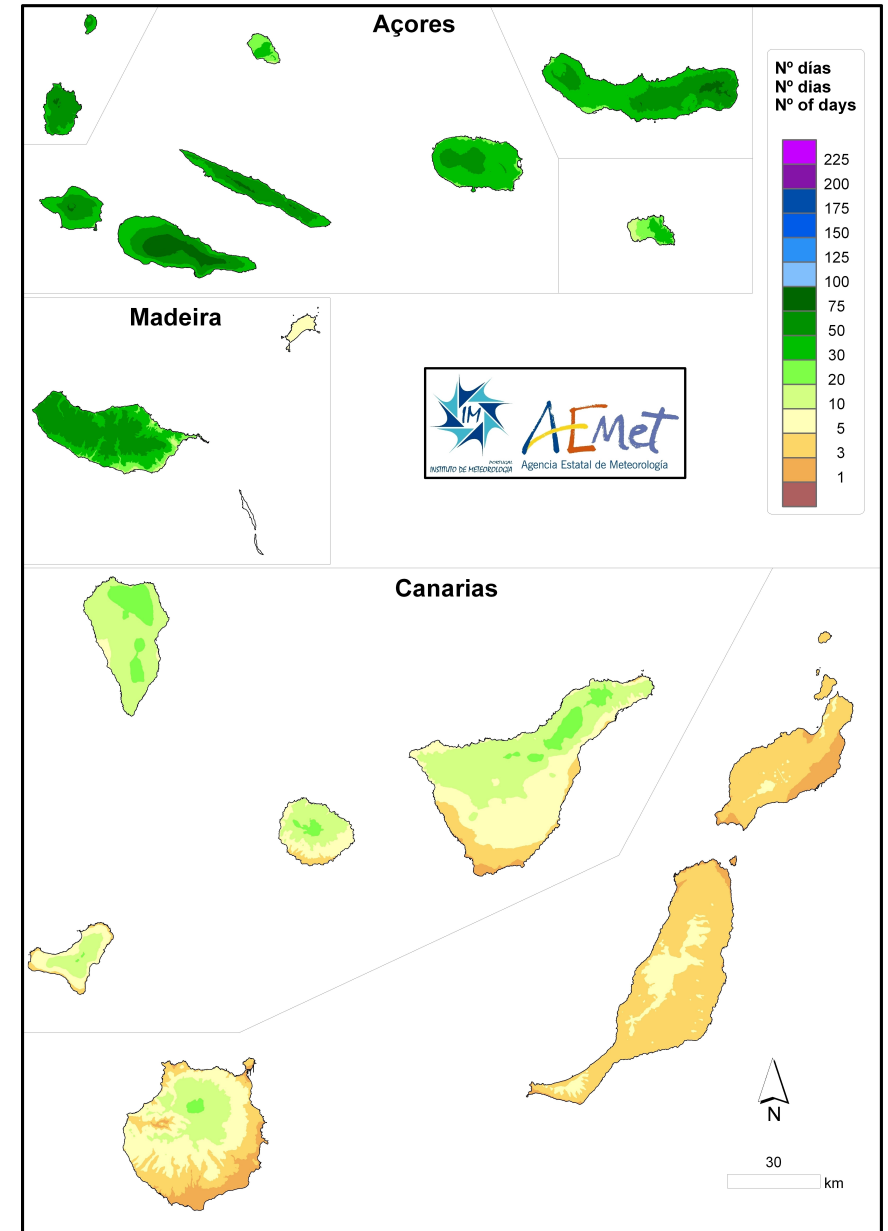 Açores
Nº días
Nº dias
Nº of days
225
200
175
150
125
100
75
50
30
20
10
5
3
1
Madeira
IM
PORTUGAL
INSTITUTO DE METEOROLOGIA
AEMet
Agencia Estatal de Meteorología
Canarias
N
30
km